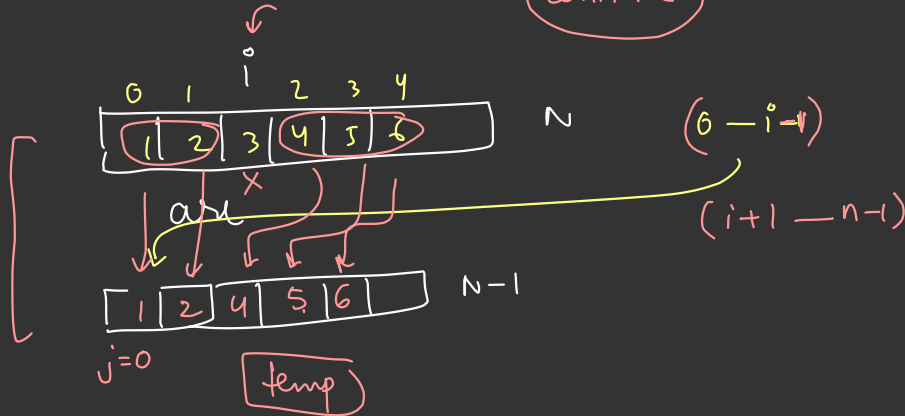 i
0 1 2 3 4
1 2 3 4 5 6 N (0 — i-1)
x
arr (i+1 — n-1)
1 2 4 5 6 N-1
j=0
temp